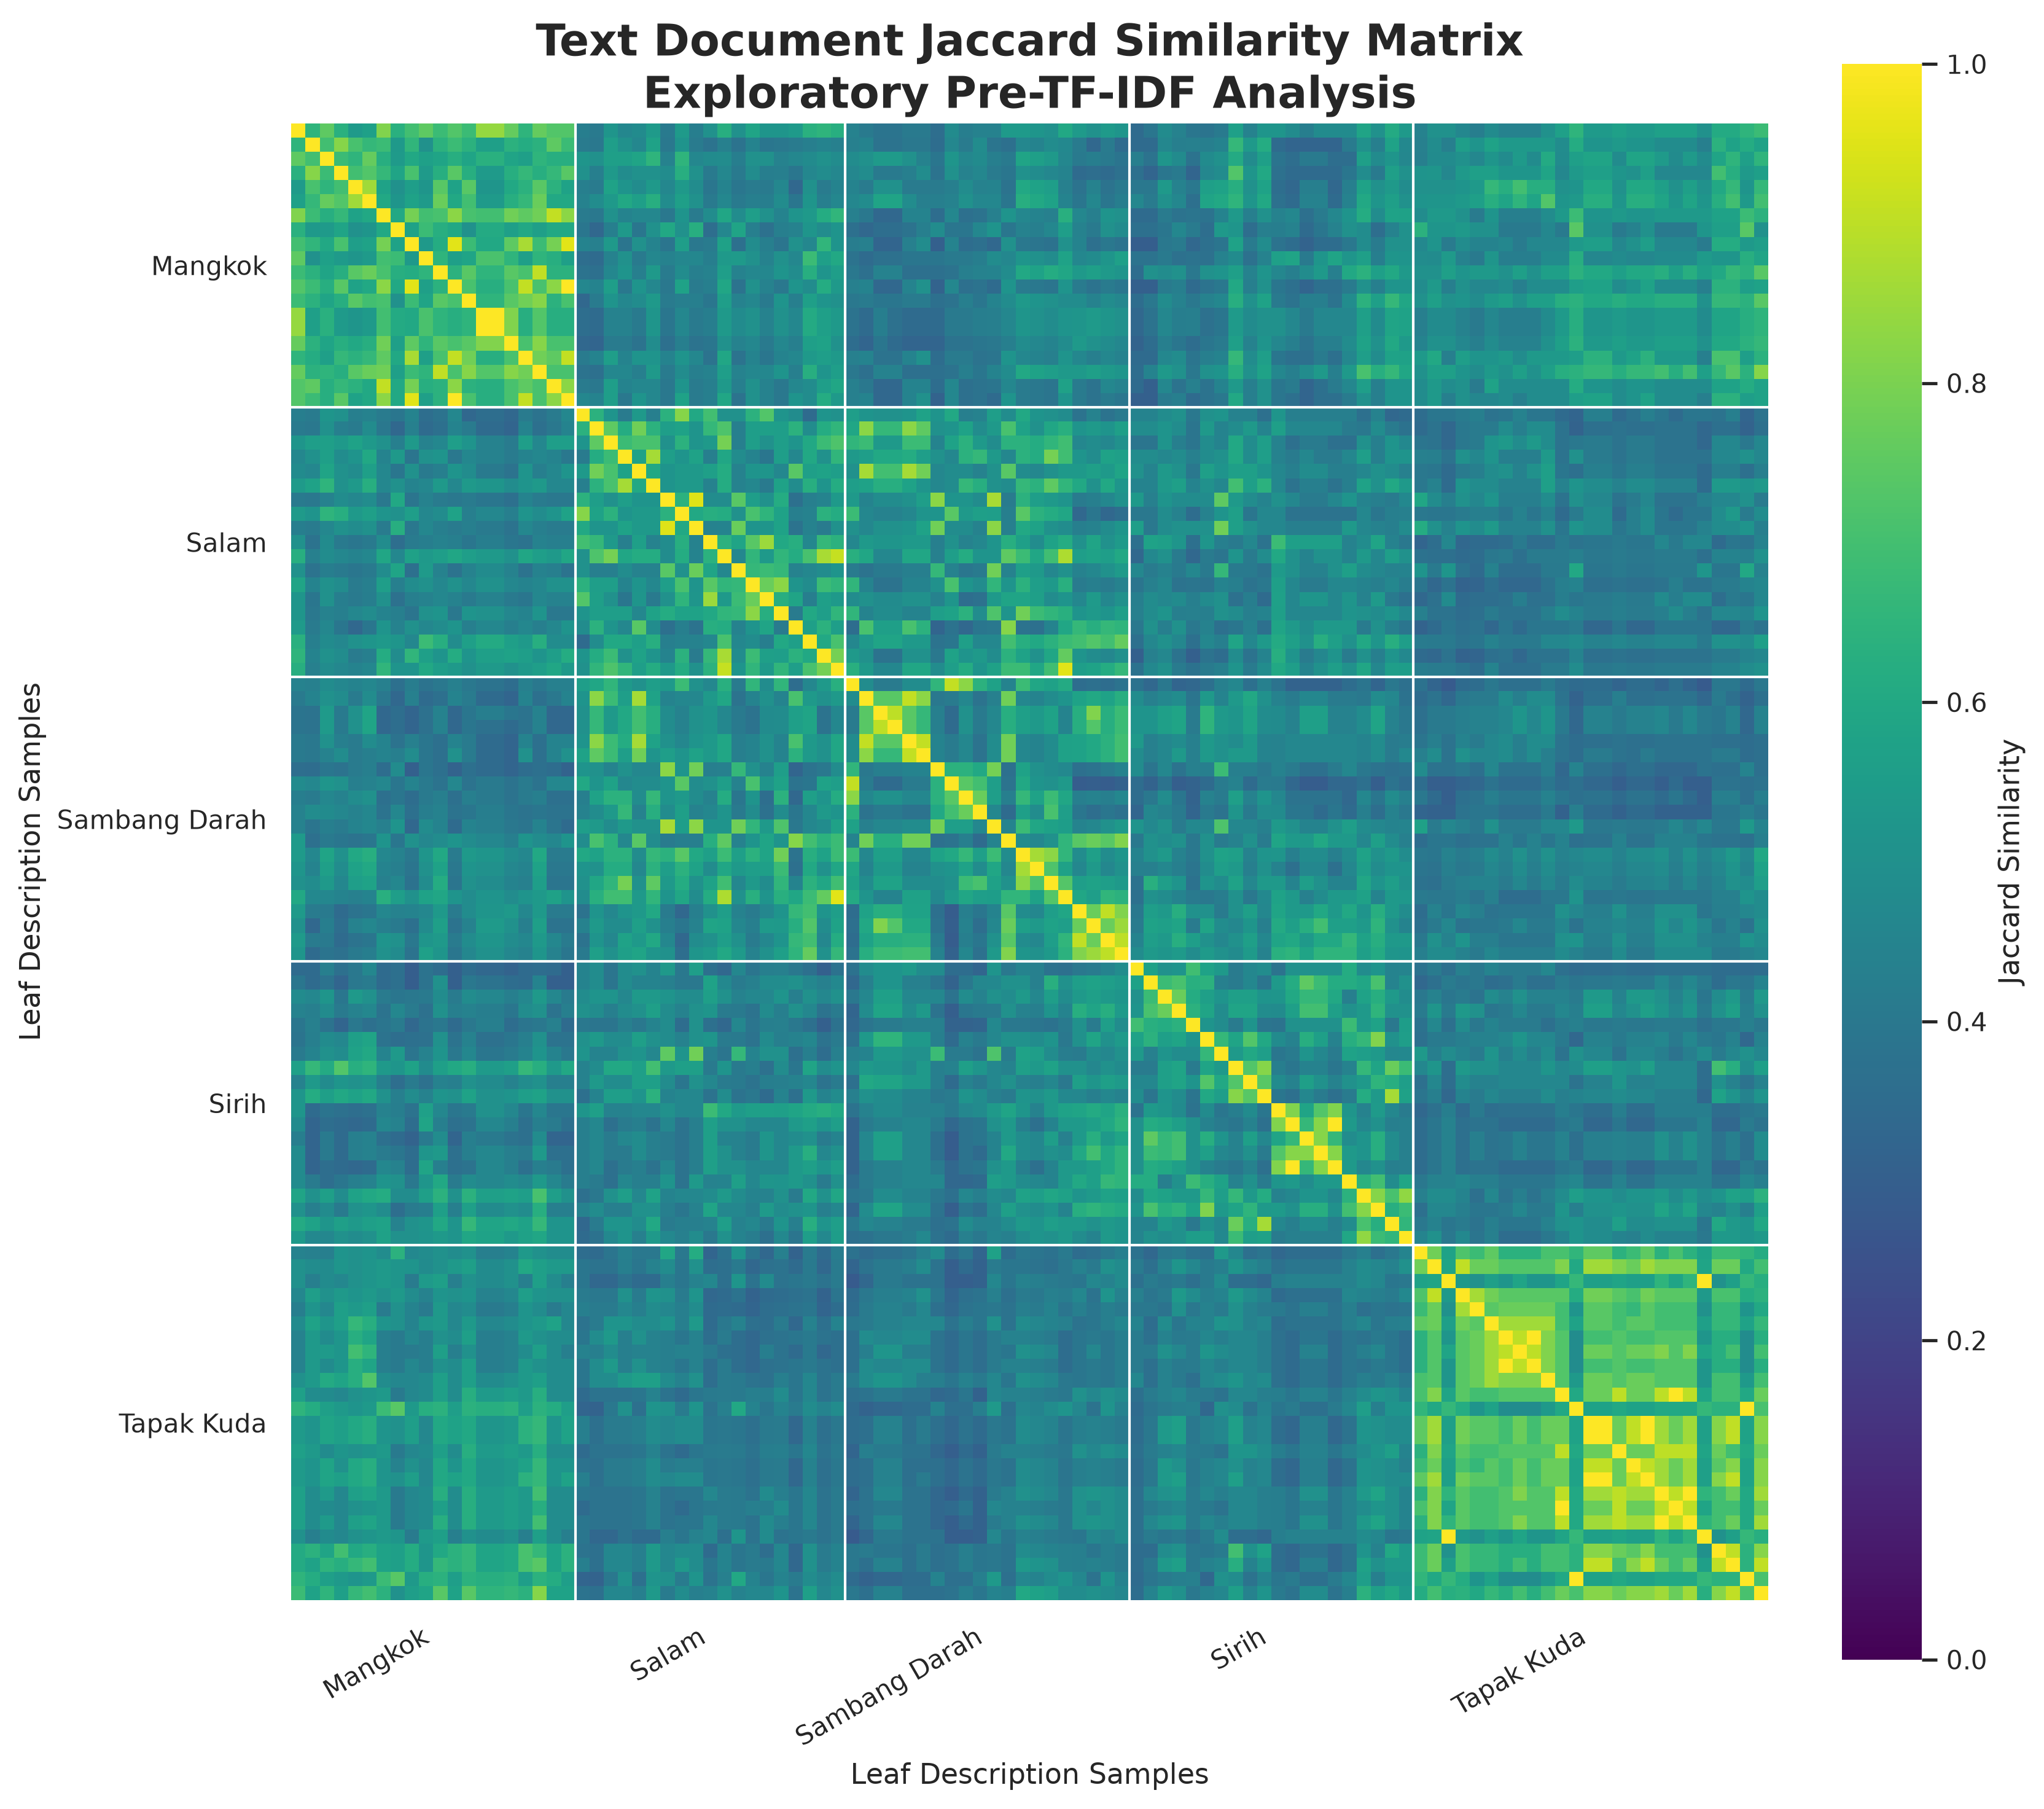 Text Document Jaccard Similarity Matrix
Exploratory Pre-TF-IDF Analysis
Leaf Description Samples
Mangkok
Salam
Sambang Darah
Sirih
Tapak Kuda
Mangkok
Salam
Sambang Darah
Sirih
Tapak Kuda
Leaf Description Samples
1.0
0.8
0.6
0.4
0.2
0.0
Jaccard Similarity